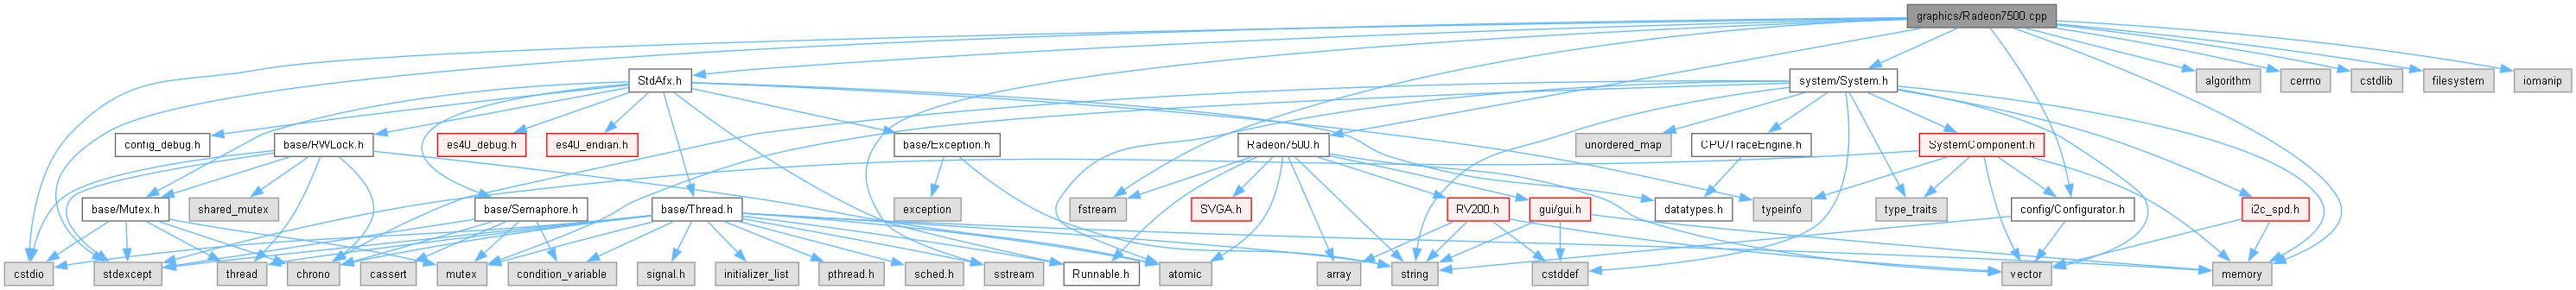 graphics/Radeon7500.cpp
StdAfx.h
system/System.h
algorithm
cerrno
cstdlib
filesystem
iomanip
config_debug.h
base/RWLock.h
es40_debug.h
es40_endian.h
base/Exception.h
Radeon7500.h
unordered_map
CPU/TraceEngine.h
SystemComponent.h
base/Mutex.h
shared_mutex
base/Semaphore.h
base/Thread.h
exception
fstream
SVGA.h
RV200.h
gui/gui.h
datatypes.h
typeinfo
type_traits
config/Configurator.h
i2c_spd.h
cstdio
stdexcept
thread
chrono
cassert
mutex
condition_variable
signal.h
initializer_list
pthread.h
sched.h
sstream
Runnable.h
atomic
array
string
cstddef
vector
memory